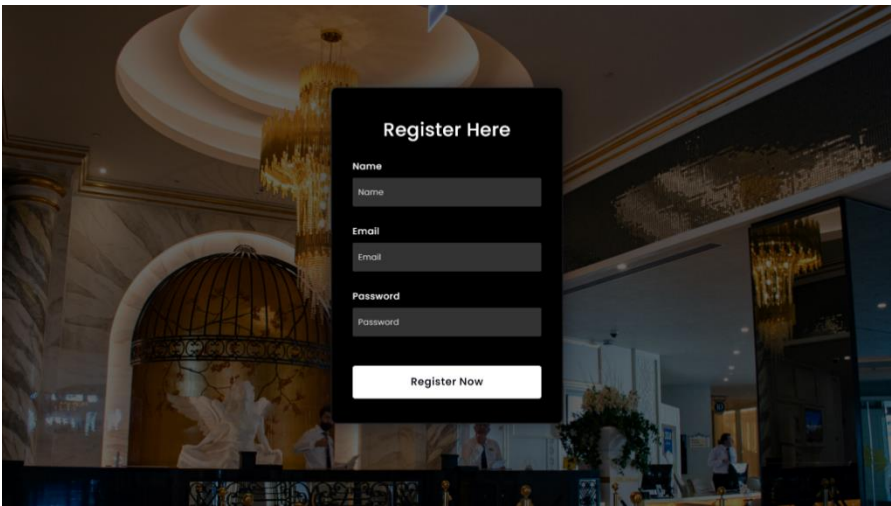 Register Here
Name
Name
Email
Email
Password
Password
Register Now